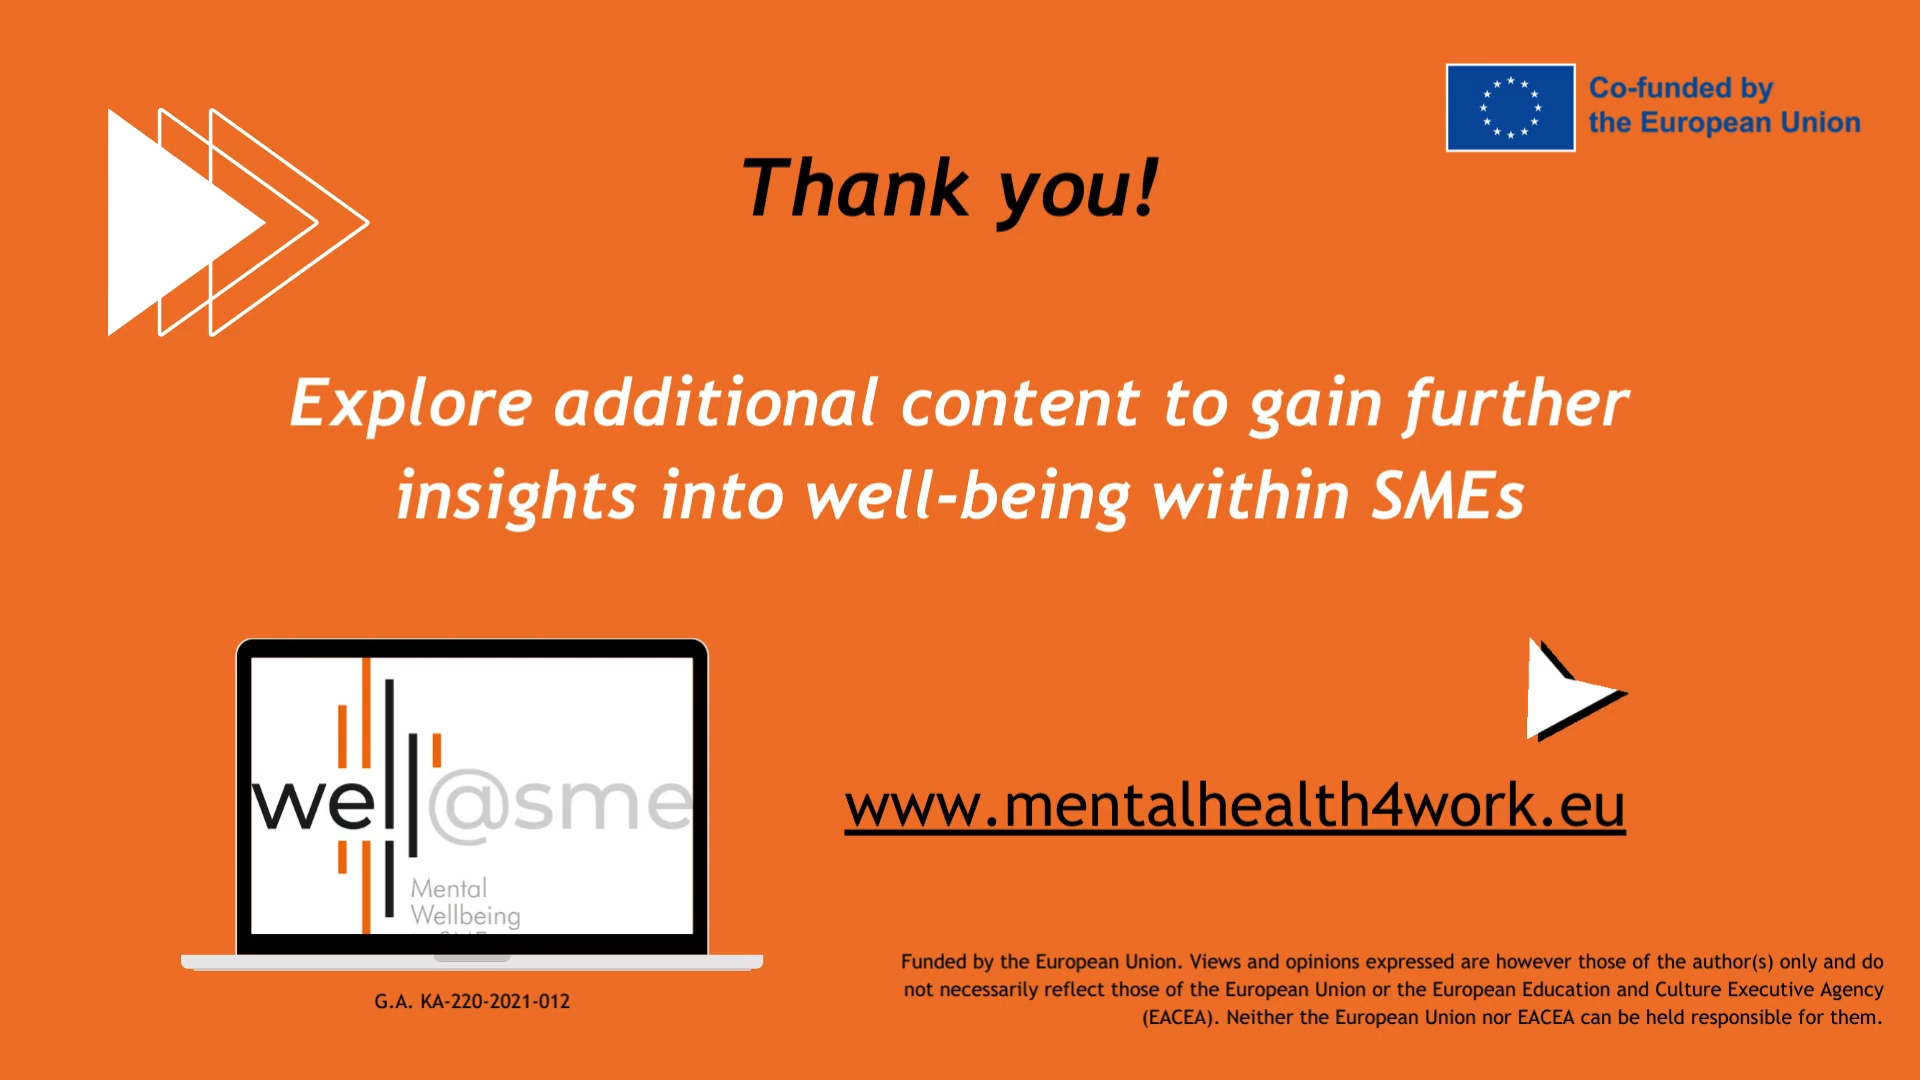 Co-funded by
the European Union
Thank you!
Explore additional content to gain further
insights into well-being within SMEs
well@sme
Mental
Wellbeing
www.mentalhealth4work.eu
G.A. KA-220-2021-012
Funded by the European Union. Views and opinions expressed are however those of the author(s) only and do
not necessarily reflect those of the European Union or the European Education and Culture Executive Agency
(EACEA). Neither the European Union nor EACEA can be held responsible for them.